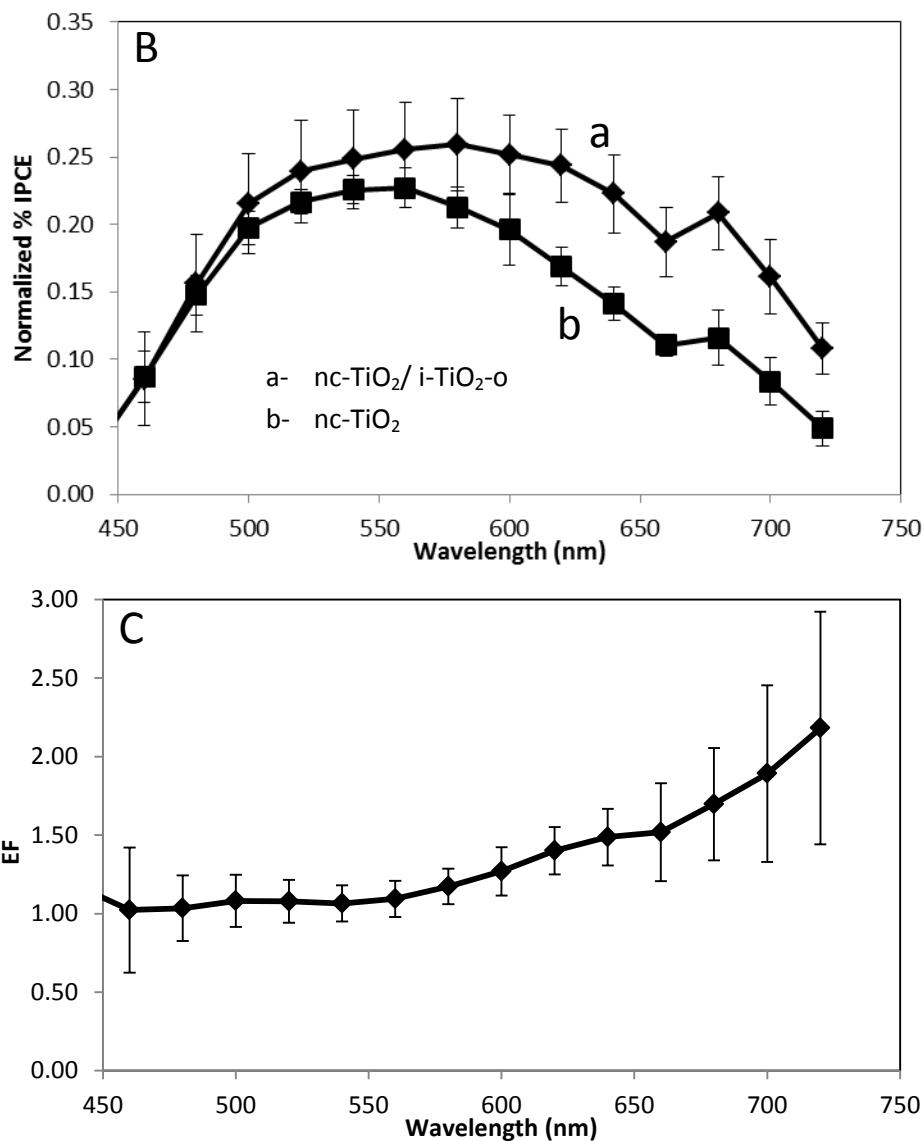 B
Normalized % IPCE
0.35
0.30
0.25
0.20
0.15
0.10
0.05
0.00
a
b
a- nc-TiO₂/ i-TiO₂-o
b- nc-TiO₂
450 500 550 600 650 700 750
Wavelength (nm)
C
EF
3.00
2.50
2.00
1.50
1.00
0.50
0.00
450 500 550 600 650 700 750
Wavelength (nm)